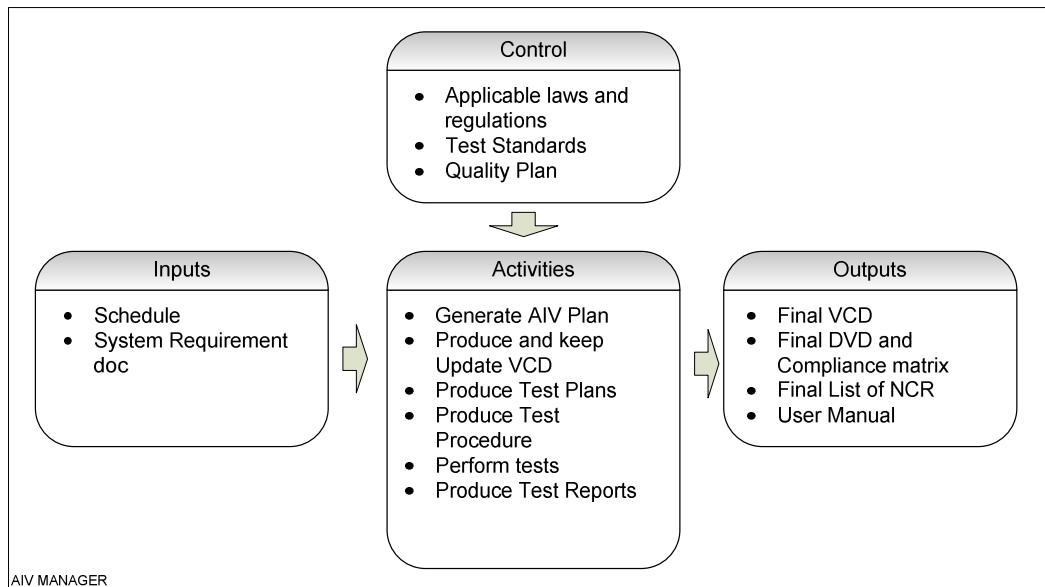 Control
• Applicable laws and
regulations
• Test Standards
• Quality Plan
Inputs
• Schedule
• System Requirement
doc
Activities
• Generate AIV Plan
• Produce and keep
Update VCD
• Produce Test Plans
• Produce Test
Procedure
• Perform tests
• Produce Test Reports
Outputs
• Final VCD
• Final DVD and
Compliance matrix
• Final List of NCR
• User Manual
AIV MANAGER